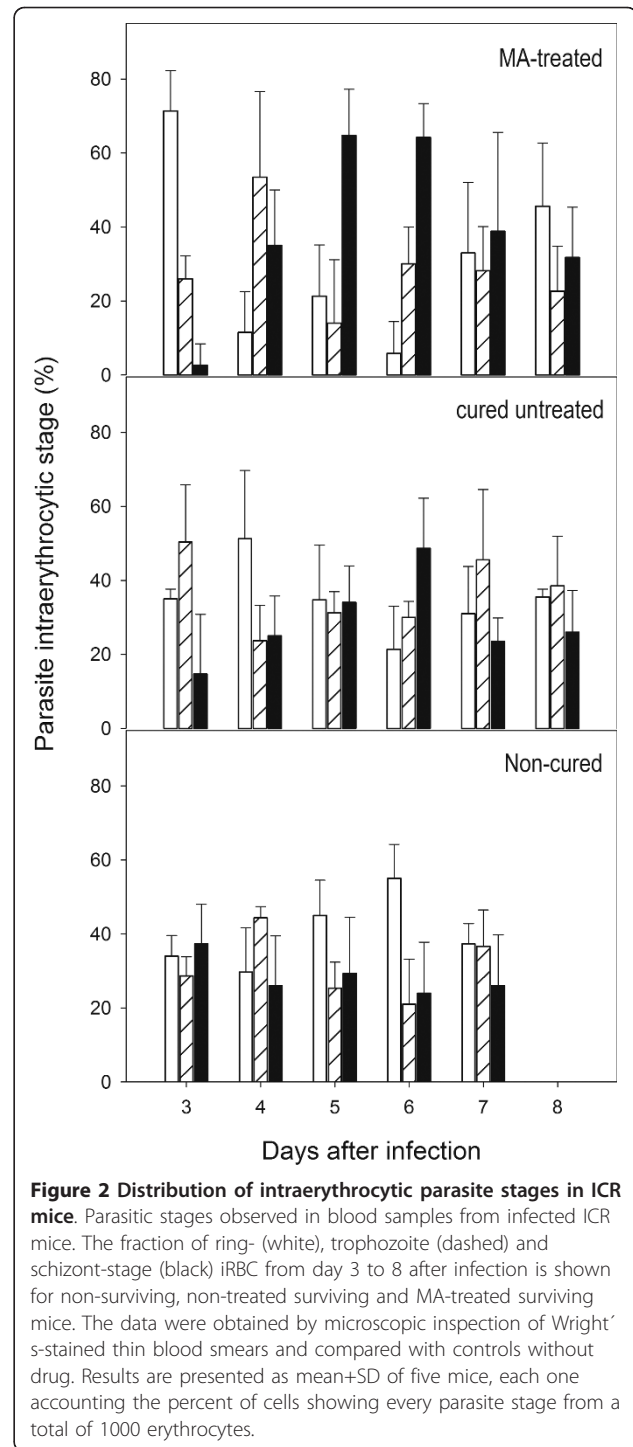 MA-treated
80
60
40
20
0
cured untreated
80
60
40
20
0
Non-cured
80
60
40
20
0
Parasite intraerythrocytic stage (%)
3 4 5 6 7 8
Days after infection
Figure 2 Distribution of intraerythrocytic parasite stages in ICR
mice. Parasitic stages observed in blood samples from infected ICR
mice. The fraction of ring- (white), trophozoite (dashed) and
schizont-stage (black) iRBC from day 3 to 8 after infection is shown
for non-surviving, non-treated surviving and MA-treated surviving
mice. The data were obtained by microscopic inspection of Wright´
s-stained thin blood smears and compared with controls without
drug. Results are presented as mean+SD of five mice, each one
accounting the percent of cells showing every parasite stage from a
total of 1000 erythrocytes.